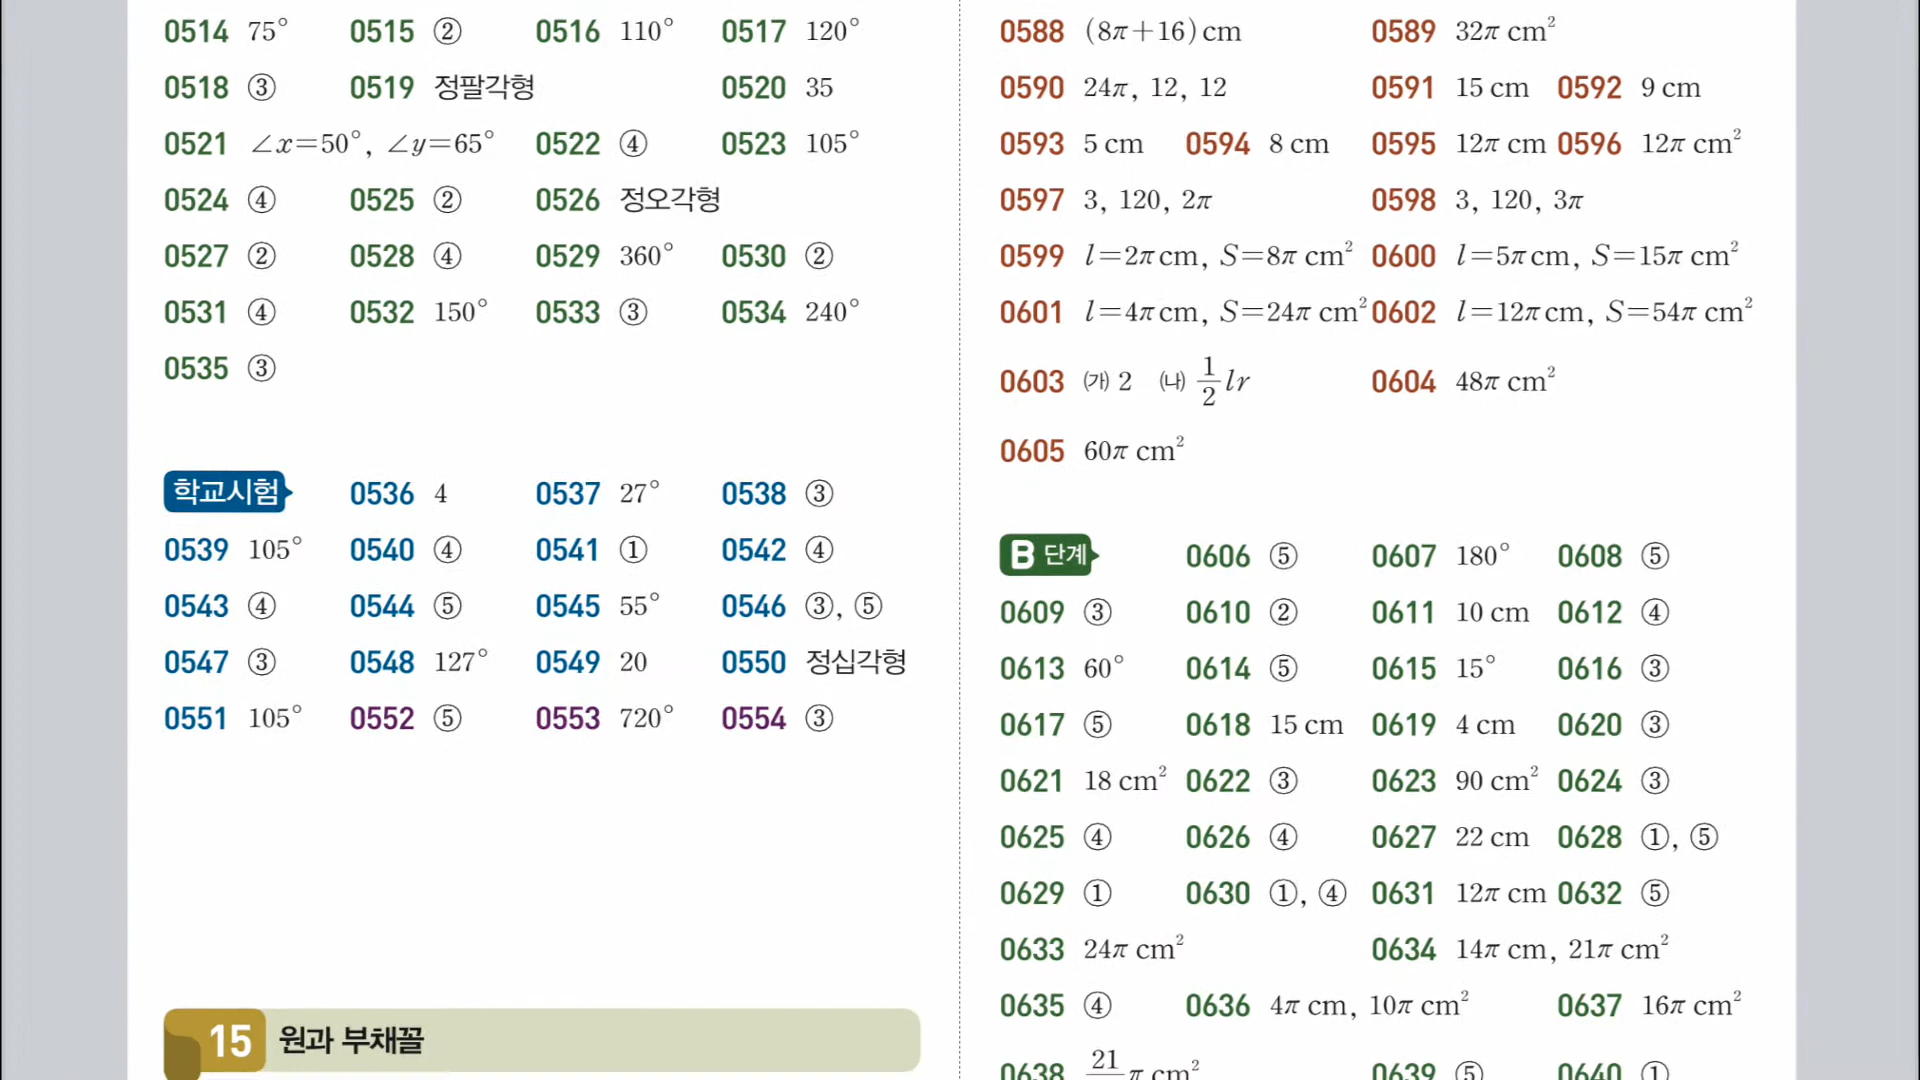 0514 75° 0515 ② 0516 110° 0517 120°
0518 ③ 0519 정팔각형 0520 35
0521 ∠x=50°, ∠y=65° 0522 ④ 0523 105°
0524 ④ 0525 ② 0526 정오각형
0527 ② 0528 ④ 0529 360° 0530 ②
0531 ④ 0532 150° 0533 ③ 0534 240°
0535 ③
학교시험 0536 4 0537 27° 0538 ③
0539 105° 0540 ④ 0541 ① 0542 ④
0543 ④ 0544 ⑤ 0545 55° 0546 ③, ⑤
0547 ③ 0548 127° 0549 20 0550 정십각형
0551 105° 0552 ⑤ 0553 720° 0554 ③
15 원과 부채꼴
0588 (8π+16)cm 0589 32π cm²
0590 24π, 12, 12 0591 15 cm 0592 9 cm
0593 5 cm 0594 8 cm 0595 12π cm 0596 12π cm²
0597 3, 120, 2π 0598 3, 120, 3π
0599 l=2π cm, S=8π cm² 0600 l=5π cm, S=15π cm²
0601 l=4π cm, S=24π cm² 0602 l=12π cm, S=54π cm²
0603 ㈎ 2 ㈏ 1/2 lr 0604 48π cm²
0605 60π cm²
B 단계 0606 ⑤ 0607 180° 0608 ⑤
0609 ③ 0610 ② 0611 10 cm 0612 ④
0613 60° 0614 ⑤ 0615 15° 0616 ③
0617 ⑤ 0618 15 cm 0619 4 cm 0620 ③
0621 18 cm² 0622 ③ 0623 90 cm² 0624 ③
0625 ④ 0626 ④ 0627 22 cm 0628 ①, ⑤
0629 ① 0630 ①, ④ 0631 12π cm 0632 ⑤
0633 24π cm² 0634 14π cm, 21π cm²
0635 ④ 0636 4π cm, 10π cm² 0637 16π cm²
0638 21 π cm² 0639 ⑤ 0640 ①